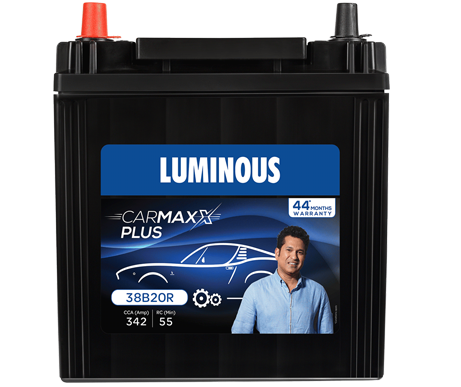 LUMINOUS
44* MONTHS
WARRANTY
CARMAXX
PLUS
38B20R
CCA (Amp) RC (Min)
342 55